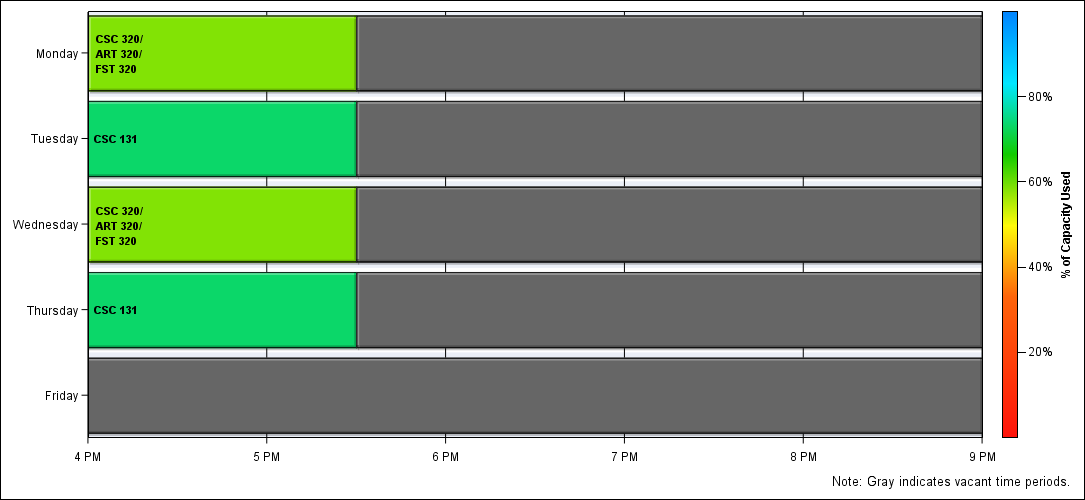 Monday
CSC 320/
ART 320/
FST 320
Tuesday
CSC 131
Wednesday
CSC 320/
ART 320/
FST 320
Thursday
CSC 131
Friday
4 PM
5 PM
6 PM
7 PM
8 PM
9 PM
80%
60%
40%
20%
% of Capacity Used
Note: Gray indicates vacant time periods.